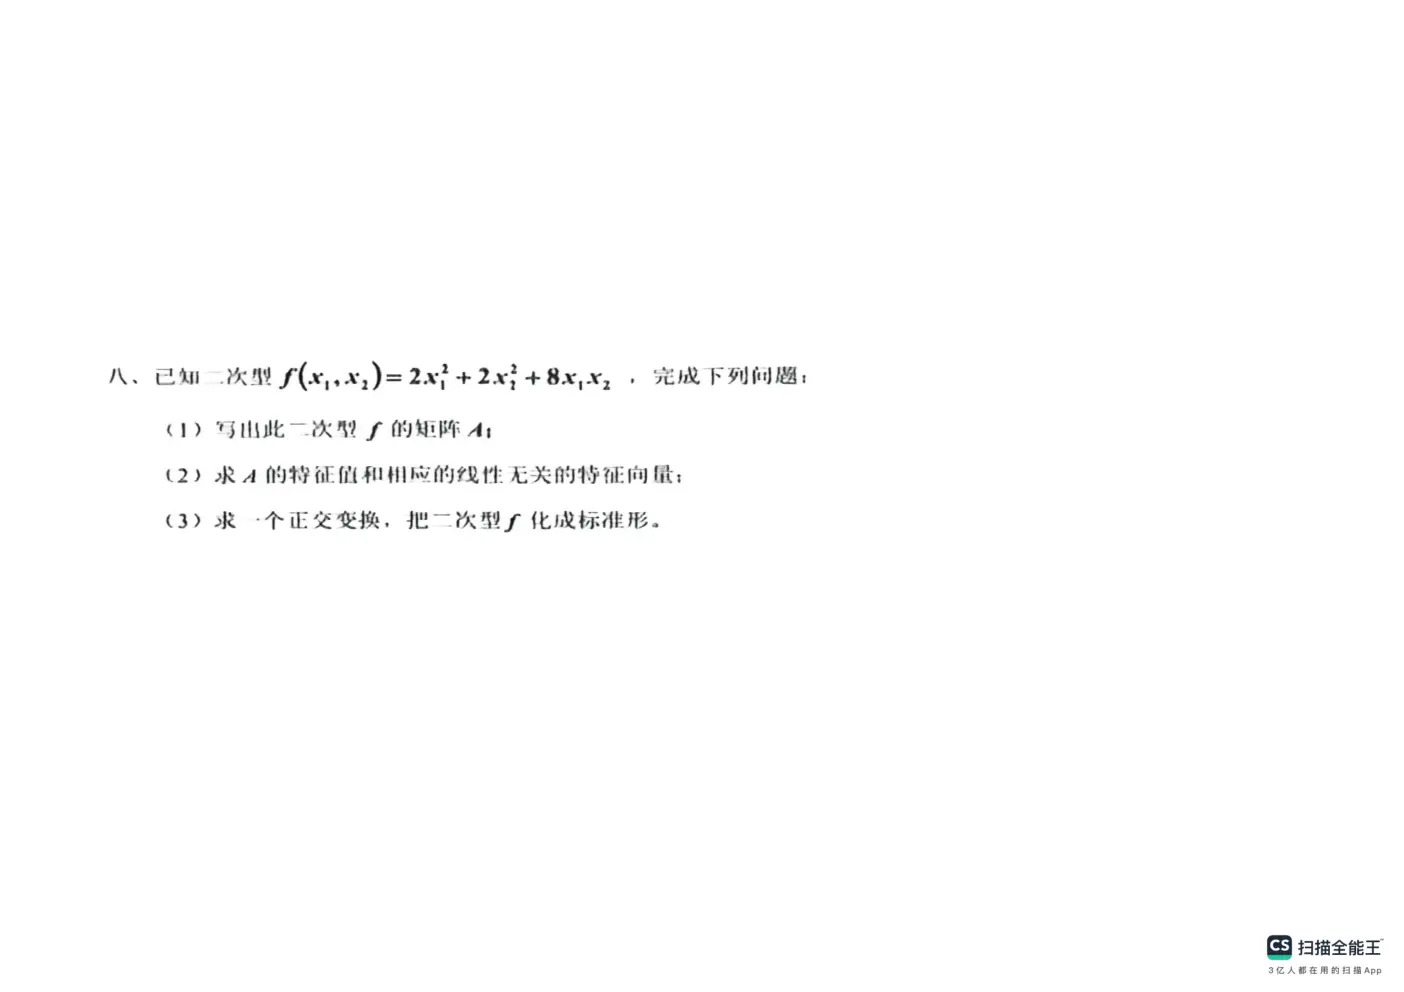 八、已知二次型 f(x₁,x₂)=2x₁²+2x₂²+8x₁x₂ ，完成下列问题：
（1）写出此二次型 f 的矩阵 A；
（2）求 A 的特征值和相应的线性无关的特征向量；
（3）求一个正交变换，把二次型 f 化成标准形。
CS 扫描全能王
3亿人都在用的扫描App